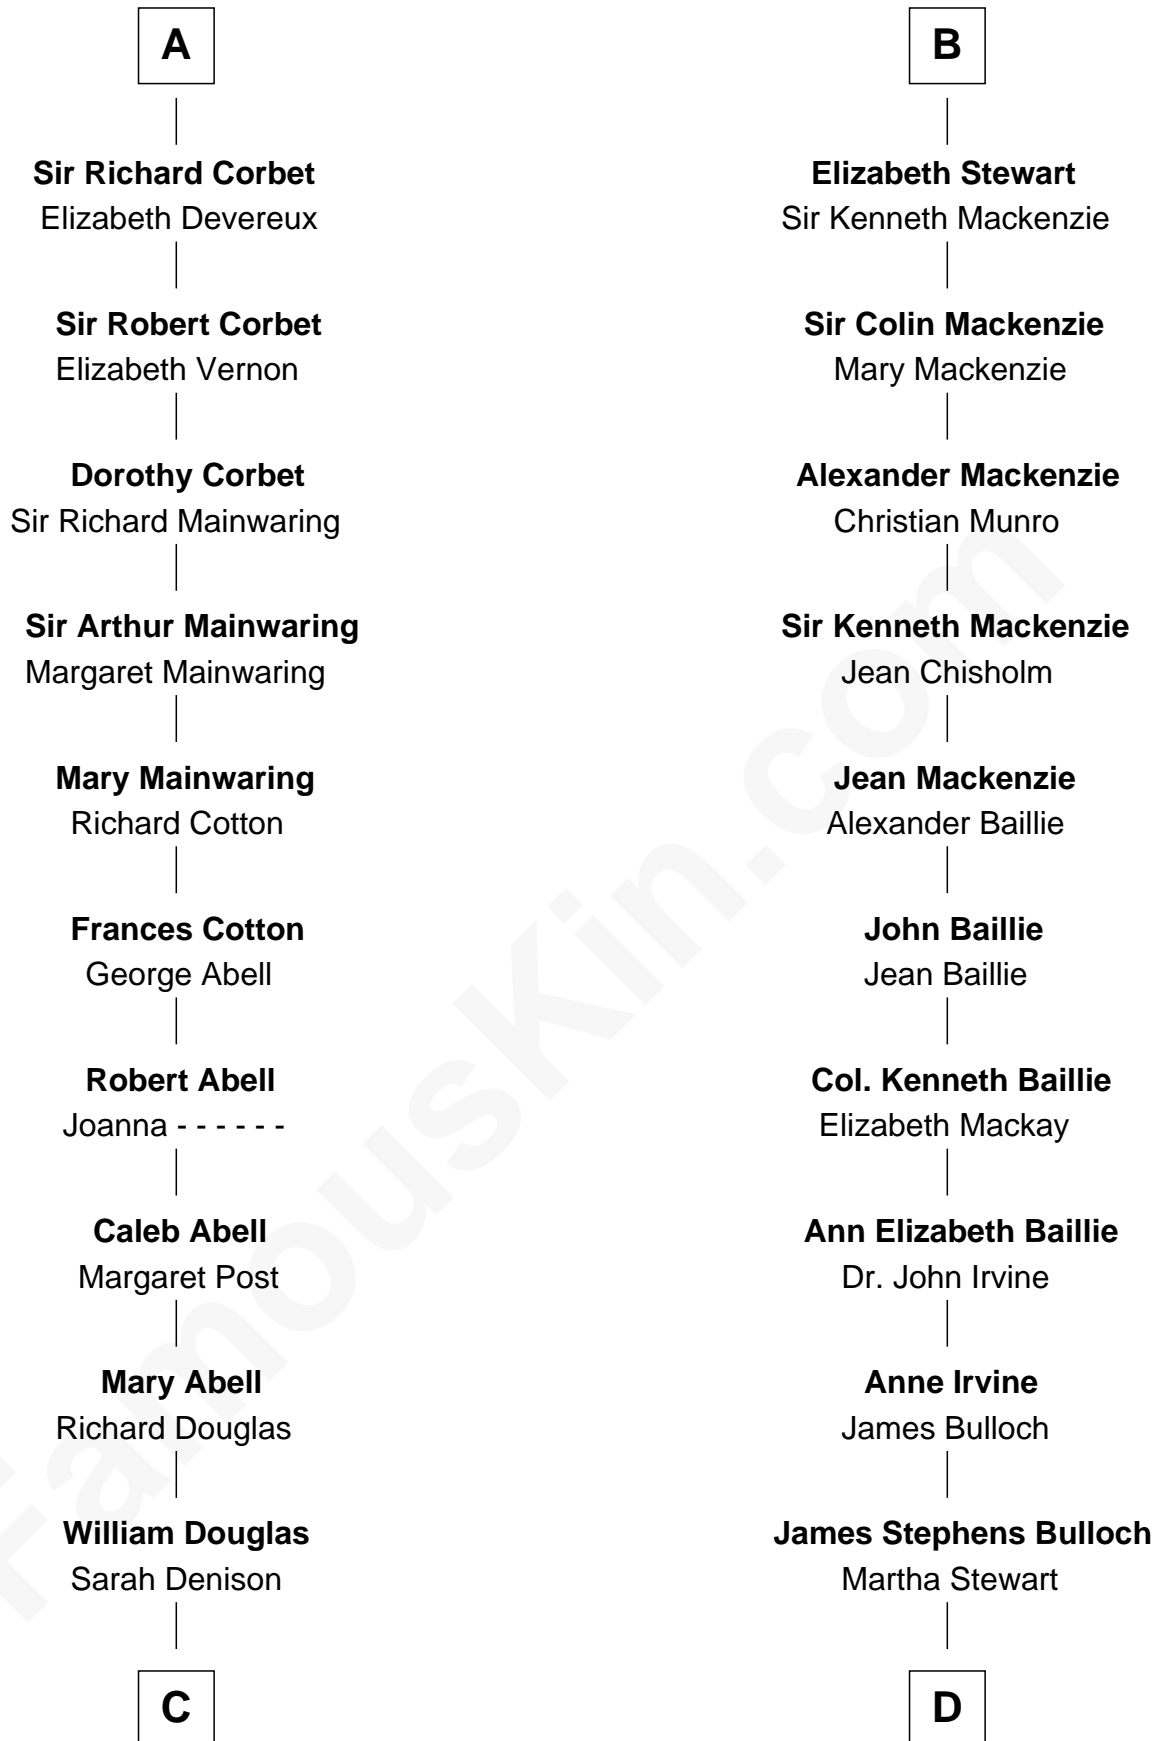 A
Sir Richard Corbet
Elizabeth Devereux
Sir Robert Corbet
Elizabeth Vernon
Dorothy Corbet
Sir Richard Mainwaring
Sir Arthur Mainwaring
Margaret Mainwaring
Mary Mainwaring
Richard Cotton
Frances Cotton
George Abell
Robert Abell
Joanna - - - - - -
Caleb Abell
Margaret Post
Mary Abell
Richard Douglas
William Douglas
Sarah Denison
C
B
Elizabeth Stewart
Sir Kenneth Mackenzie
Sir Colin Mackenzie
Mary Mackenzie
Alexander Mackenzie
Christian Munro
Sir Kenneth Mackenzie
Jean Chisholm
Jean Mackenzie
Alexander Baillie
John Baillie
Jean Baillie
Col. Kenneth Baillie
Elizabeth Mackay
Ann Elizabeth Baillie
Dr. John Irvine
Anne Irvine
James Bulloch
James Stephens Bulloch
Martha Stewart
D
FamousKin.com